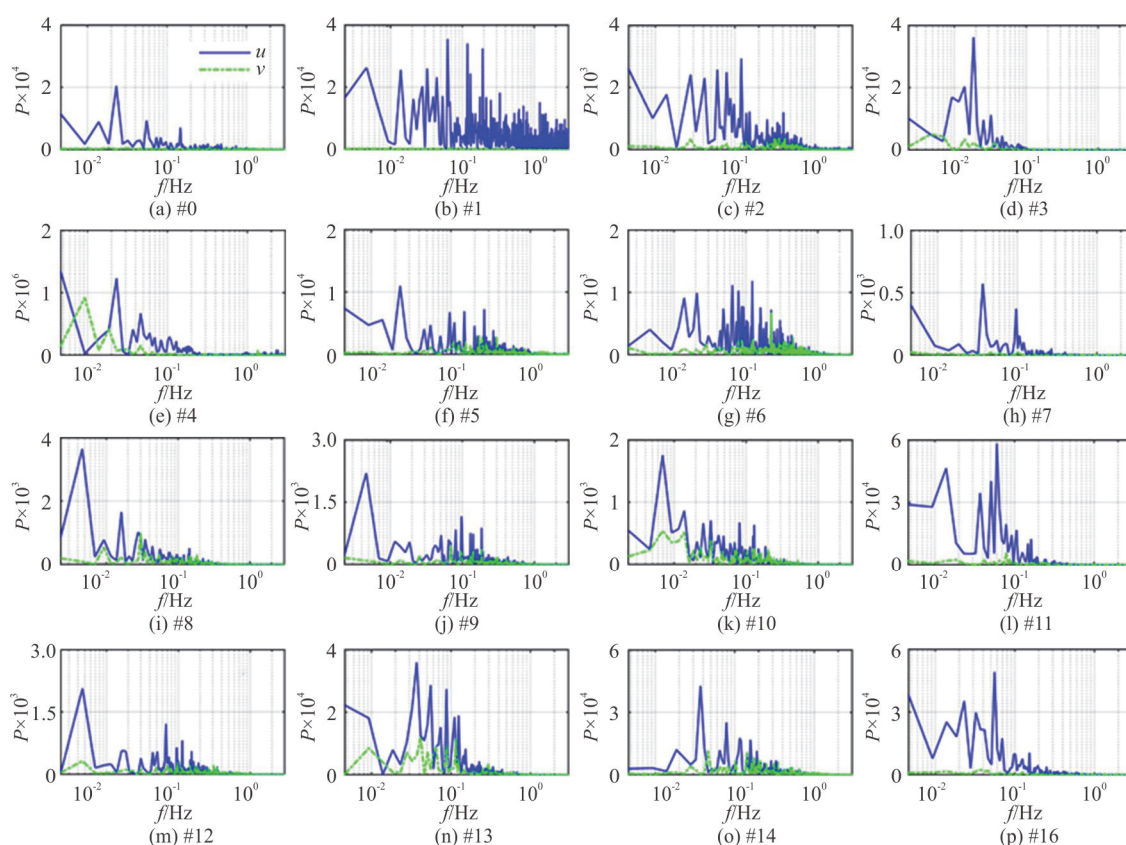 4
2
0
P×10⁴
u
v
10⁻² 10⁻¹ 10⁰
f/Hz
(a) #0
4
2
0
P×10⁴
10⁻² 10⁻¹ 10⁰
f/Hz
(b) #1
4
2
0
P×10³
10⁻² 10⁻¹ 10⁰
f/Hz
(c) #2
4
2
0
P×10⁴
10⁻² 10⁻¹ 10⁰
f/Hz
(d) #3
2
1
0
P×10⁶
10⁻² 10⁻¹ 10⁰
f/Hz
(e) #4
2
1
0
P×10⁴
10⁻² 10⁻¹ 10⁰
f/Hz
(f) #5
2
1
0
P×10³
10⁻² 10⁻¹ 10⁰
f/Hz
(g) #6
1.0
0.5
0
P×10³
10⁻² 10⁻¹ 10⁰
f/Hz
(h) #7
4
2
0
P×10³
10⁻² 10⁻¹ 10⁰
f/Hz
(i) #8
3.0
1.5
0
P×10³
10⁻² 10⁻¹ 10⁰
f/Hz
(j) #9
2
1
0
P×10³
10⁻² 10⁻¹ 10⁰
f/Hz
(k) #10
6
3
0
P×10⁴
10⁻² 10⁻¹ 10⁰
f/Hz
(l) #11
3.0
1.5
0
P×10³
10⁻² 10⁻¹ 10⁰
f/Hz
(m) #12
4
2
0
P×10⁴
10⁻² 10⁻¹ 10⁰
f/Hz
(n) #13
6
3
0
P×10⁴
10⁻² 10⁻¹ 10⁰
f/Hz
(o) #14
6
3
0
P×10⁴
10⁻² 10⁻¹ 10⁰
f/Hz
(p) #16